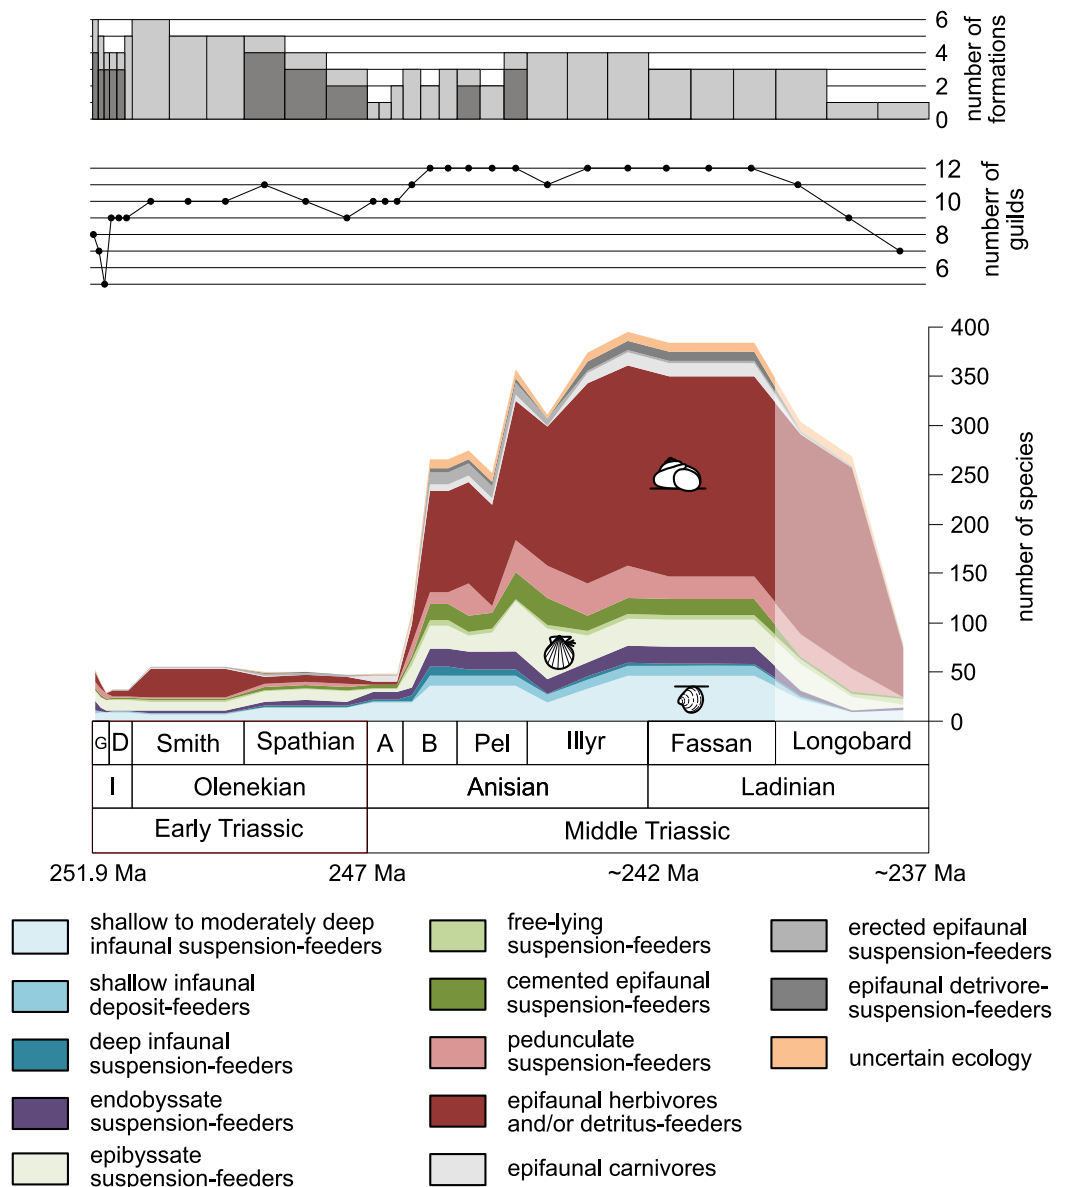 6
4
2
0
number of
formations
12
10
8
6
numberr of
guilds
400
350
300
250
200
150
100
50
0
number of species
G D Smith Spathian A B Pel Illyr Fassan Longobard
I Olenekian Anisian Ladinian
Early Triassic Middle Triassic
251.9 Ma 247 Ma ~242 Ma ~237 Ma
shallow to moderately deep
infaunal suspension-feeders
shallow infaunal
deposit-feeders
deep infaunal
suspension-feeders
endobyssate
suspension-feeders
epibyssate
suspension-feeders
free-lying
suspension-feeders
cemented epifaunal
suspension-feeders
pedunculate
suspension-feeders
epifaunal herbivores
and/or detritus-feeders
epifaunal carnivores
erected epifaunal
suspension-feeders
epifaunal detrivore-
suspension-feeders
uncertain ecology